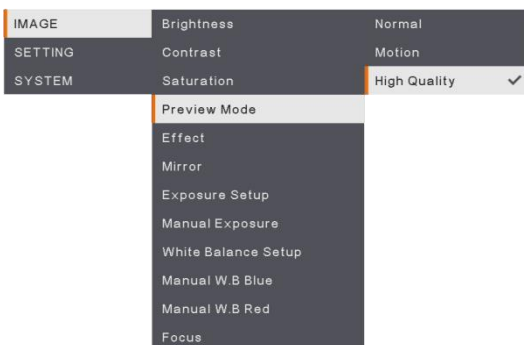 IMAGE
SETTING
SYSTEM
Brightness
Contrast
Saturation
Preview Mode
Effect
Mirror
Exposure Setup
Manual Exposure
White Balance Setup
Manual W.B Blue
Manual W.B Red
Focus
Normal
Motion
High Quality